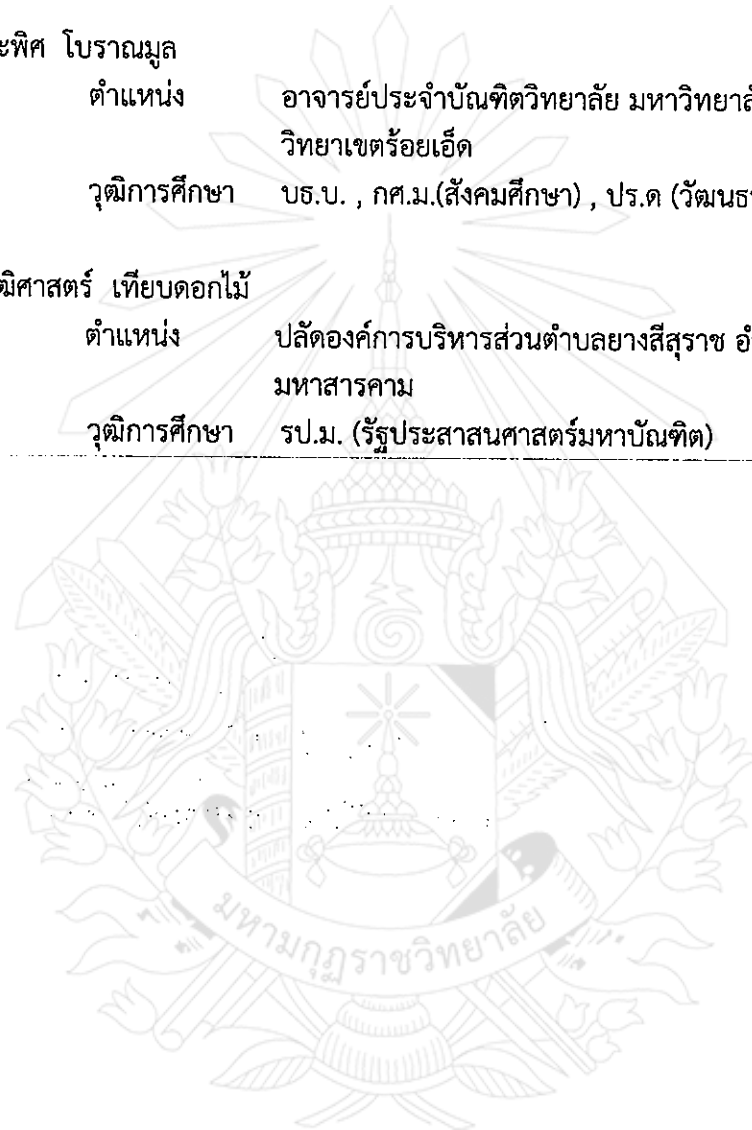 ะพิศ โบราณมูล
ตำแหน่ง อาจารย์ประจำบัณฑิตวิทยาลัย มหาวิทยาลั
วิทยาเขตร้อยเอ็ด
วุฒิการศึกษา บธ.บ. , กศ.ม.(สังคมศึกษา) , ปร.ด (วัฒนธ
ฒิศาสตร์ เทียบดอกไม้
ตำแหน่ง ปลัดองค์การบริหารส่วนตำบลยางสีสุราช อำ
มหาสารคาม
วุฒิการศึกษา รป.ม. (รัฐประศาสนศาสตร์มหาบัณฑิต)
มหามกุฏราชวิทยาลัย